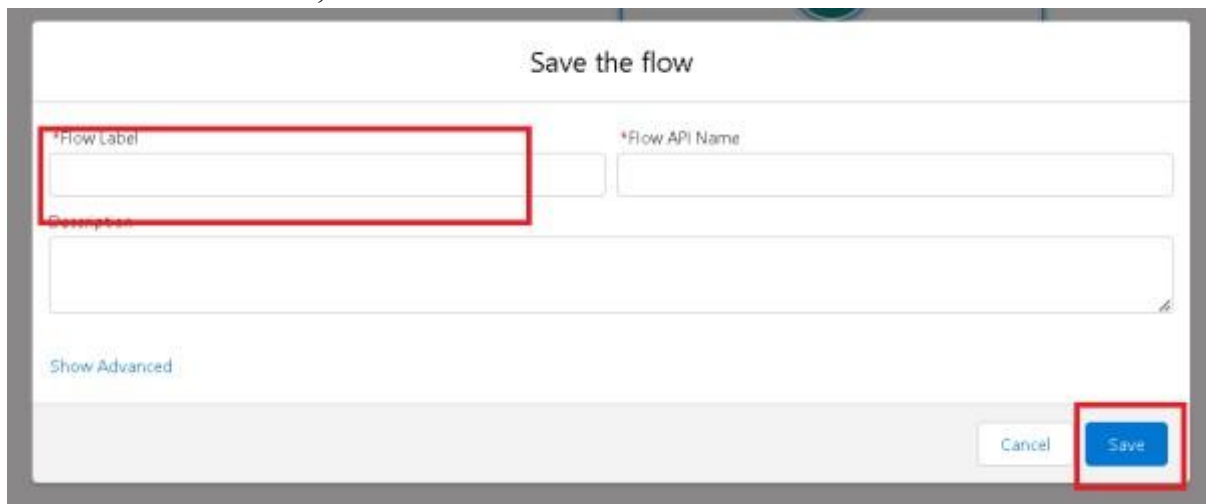 Save the flow
*Flow Label
*Flow API Name
Description
Show Advanced
Cancel
Save